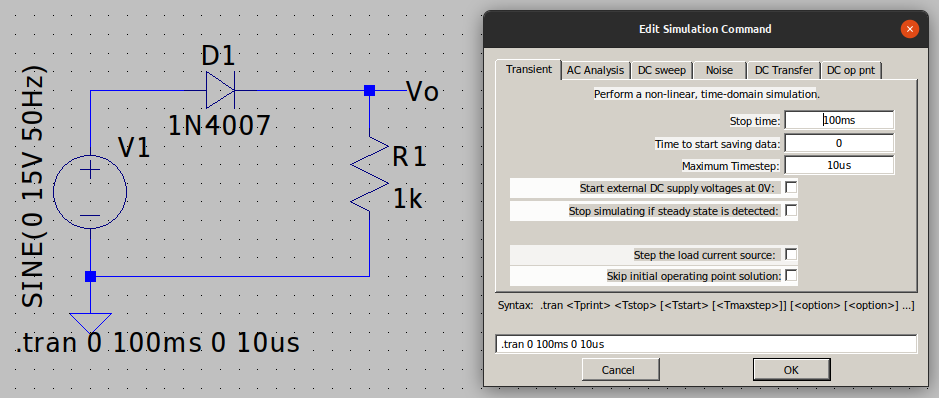 D1
1N4007
Vo
V1
R1
1k
SINE(0 15V 50Hz)
.tran 0 100ms 0 10us
Edit Simulation Command
Transient AC Analysis DC sweep Noise DC Transfer DC op pnt
Perform a non-linear, time-domain simulation.
Stop time: 100ms
Time to start saving data: 0
Maximum Timestep: 10us
Start external DC supply voltages at 0V:
Stop simulating if steady state is detected:
Step the load current source:
Skip initial operating point solution:
Syntax: .tran <Tprint> <Tstop> [<Tstart> [<Tmaxstep>]] [<option> [<option>] ...]
.tran 0 100ms 0 10us
Cancel OK